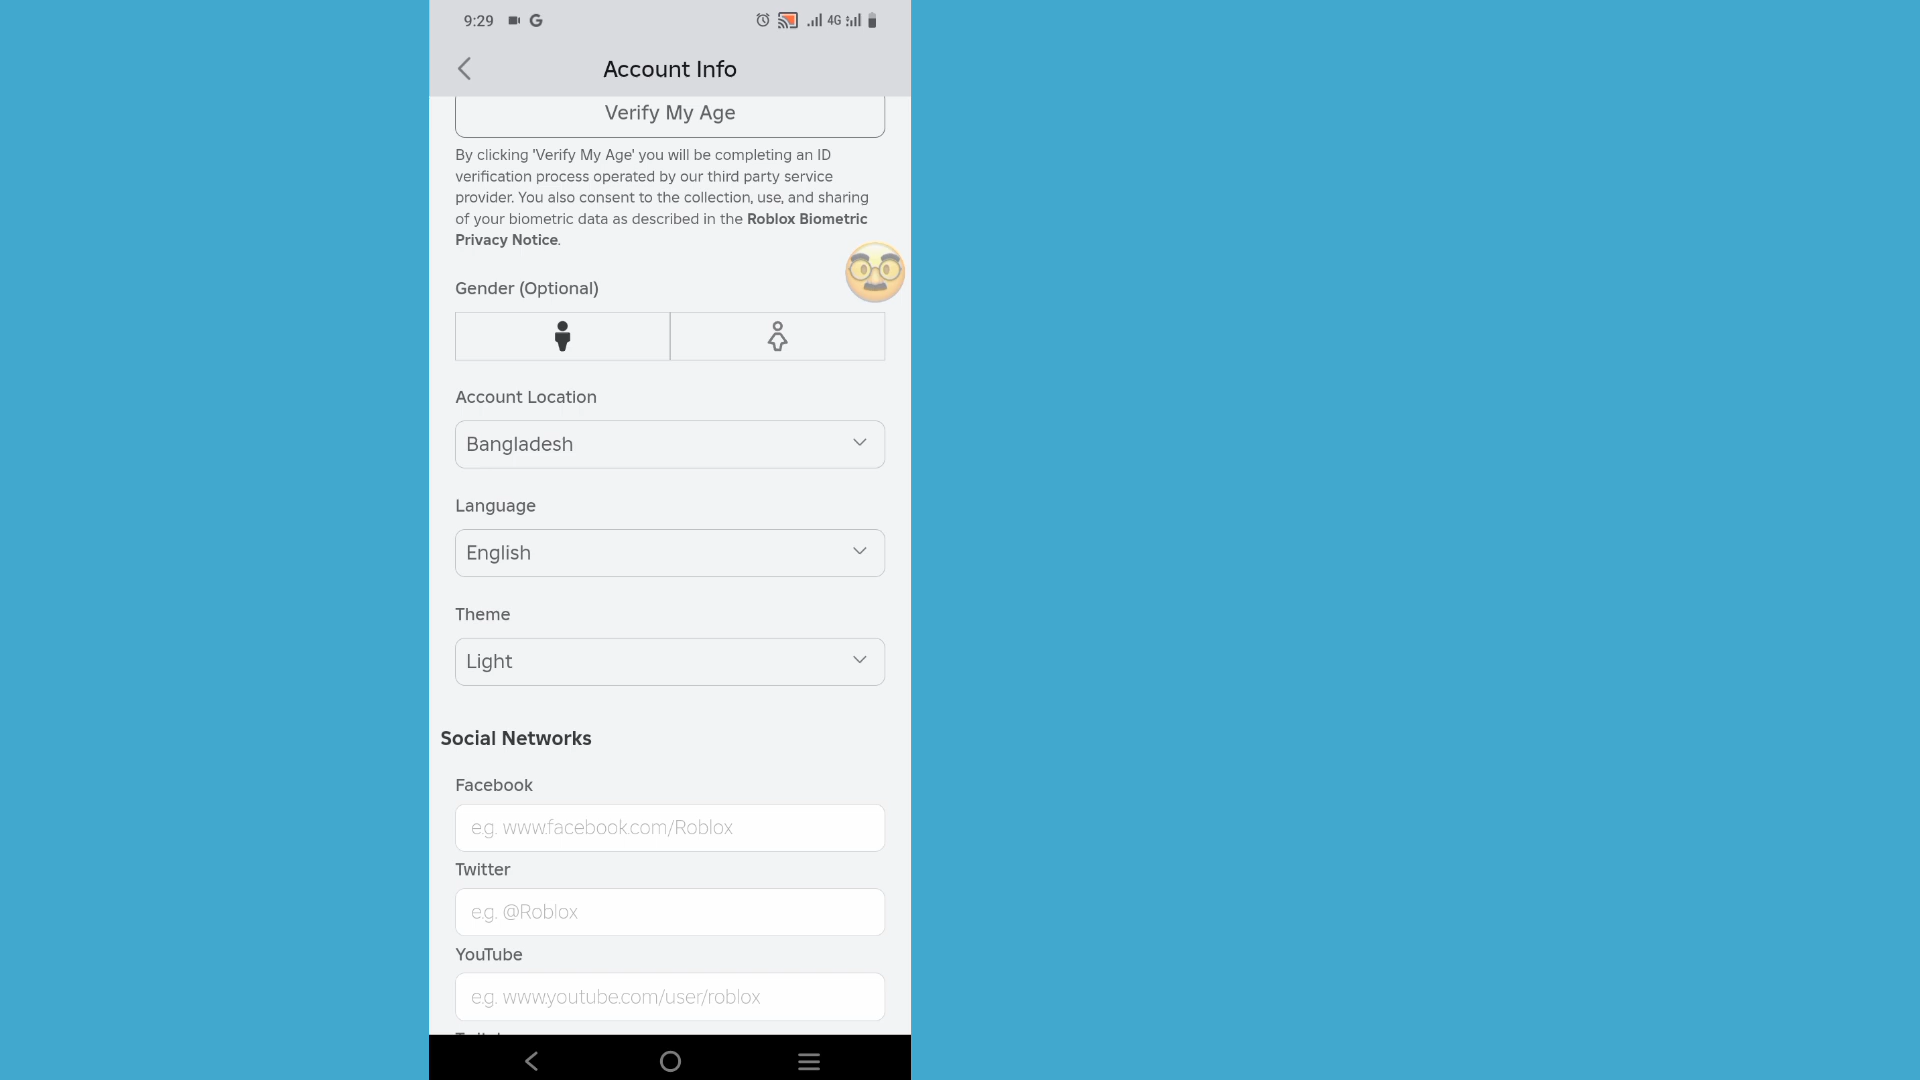 9:29
4G
Account Info
Verify My Age
By clicking 'Verify My Age' you will be completing an ID
verification process operated by our third party service
provider. You also consent to the collection, use, and sharing
of your biometric data as described in the Roblox Biometric
Privacy Notice.
Gender (Optional)
Account Location
Bangladesh
Language
English
Theme
Light
Social Networks
Facebook
e.g. www.facebook.com/Roblox
Twitter
e.g. @Roblox
YouTube
e.g. www.youtube.com/user/roblox